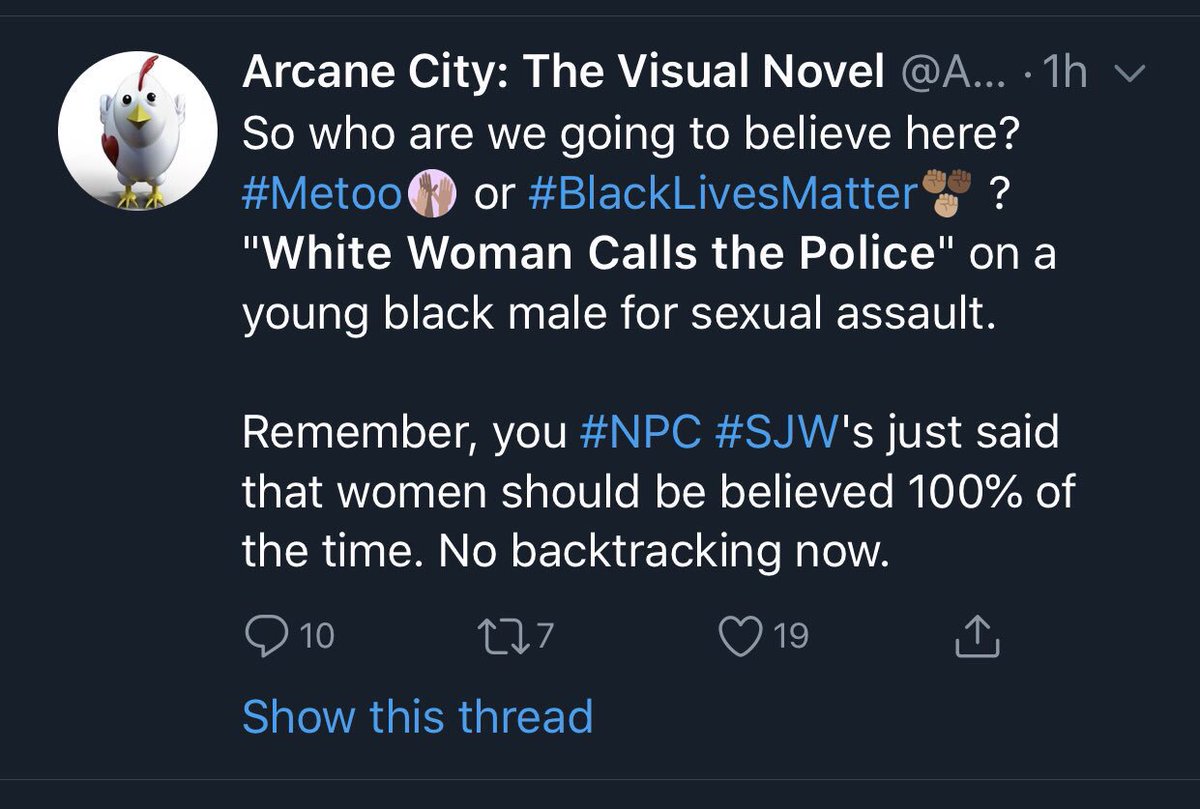 Arcane City: The Visual Novel @A... · 1h
So who are we going to believe here?
#Metoo or #BlackLivesMatter ?
"White Woman Calls the Police" on a
young black male for sexual assault.
Remember, you #NPC #SJW's just said
that women should be believed 100% of
the time. No backtracking now.
10 7 19
Show this thread